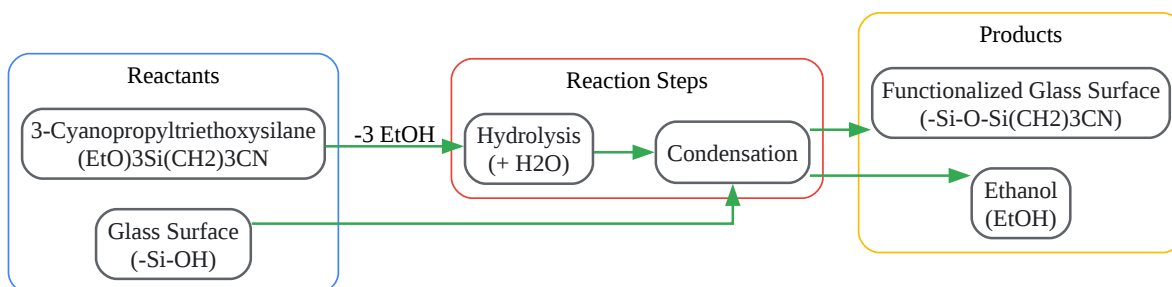 Reactants
3-Cyanopropyltriethoxysilane
(EtO)3Si(CH2)3CN
Glass Surface
(-Si-OH)
-3 EtOH
Reaction Steps
Hydrolysis
(+ H2O)
Condensation
Products
Functionalized Glass Surface
(-Si-O-Si(CH2)3CN)
Ethanol
(EtOH)